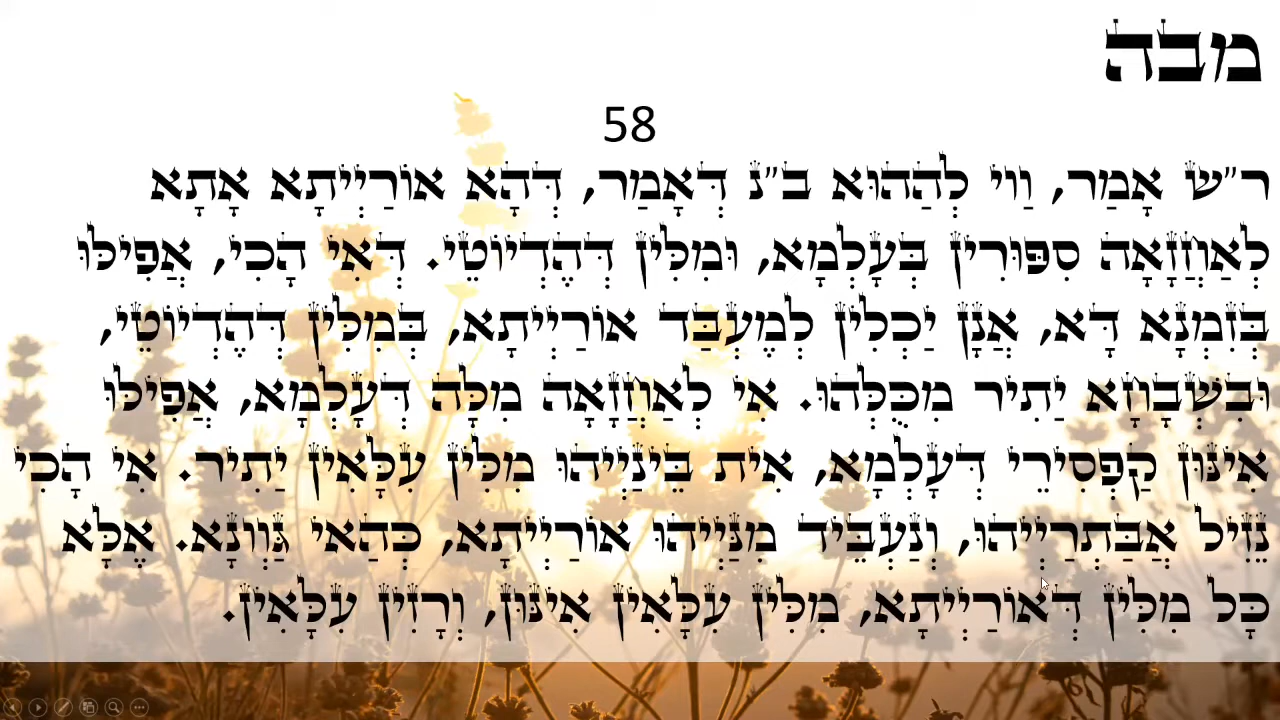 מבה
58
ר״ש אָמַר, וַוי לְהַהוּא ב״נ דְּאָמַר, דְּהָא אוֹרַיְיתָא אָתָא
לְאַחֲזָאָה סִפּוּרִין בְּעָלְמָא, וּמִלִּין דְּהֶדְיוֹטֵי. דְּאִי הָכִי, אֲפִילּוּ
בְּזִמְנָא דָּא, אֲנָן יַכְלִין לְמֶעְבַּד אוֹרַיְיתָא, בְּמִלִּין דְּהֶדְיוֹטֵי,
וּבִשְׁבָחָא יַתִיר מִכֻּלְּהוּ. אִי לְאַחֲזָאָה מִלָּה דְּעָלְמָא, אֲפִילּוּ
אִינּוּן קַפְסִירֵי דְּעָלְמָא, אִית בֵּינַיְיהוּ מִלִּין עִלָּאִין יַתִיר. אִי הָכִי
נֵזִיל אֲבַתְרַיְיהוּ, וְנַעְבֵּיד מִנַּיְיהוּ אוֹרַיְיתָא, כְּהַאי גַּוְונָא. אֶלָּא
כָּל מִלִּין דְּאוֹרַיְיתָא, מִלִּין עִלָּאִין אִינּוּן, וְרָזִין עִלָּאִין.